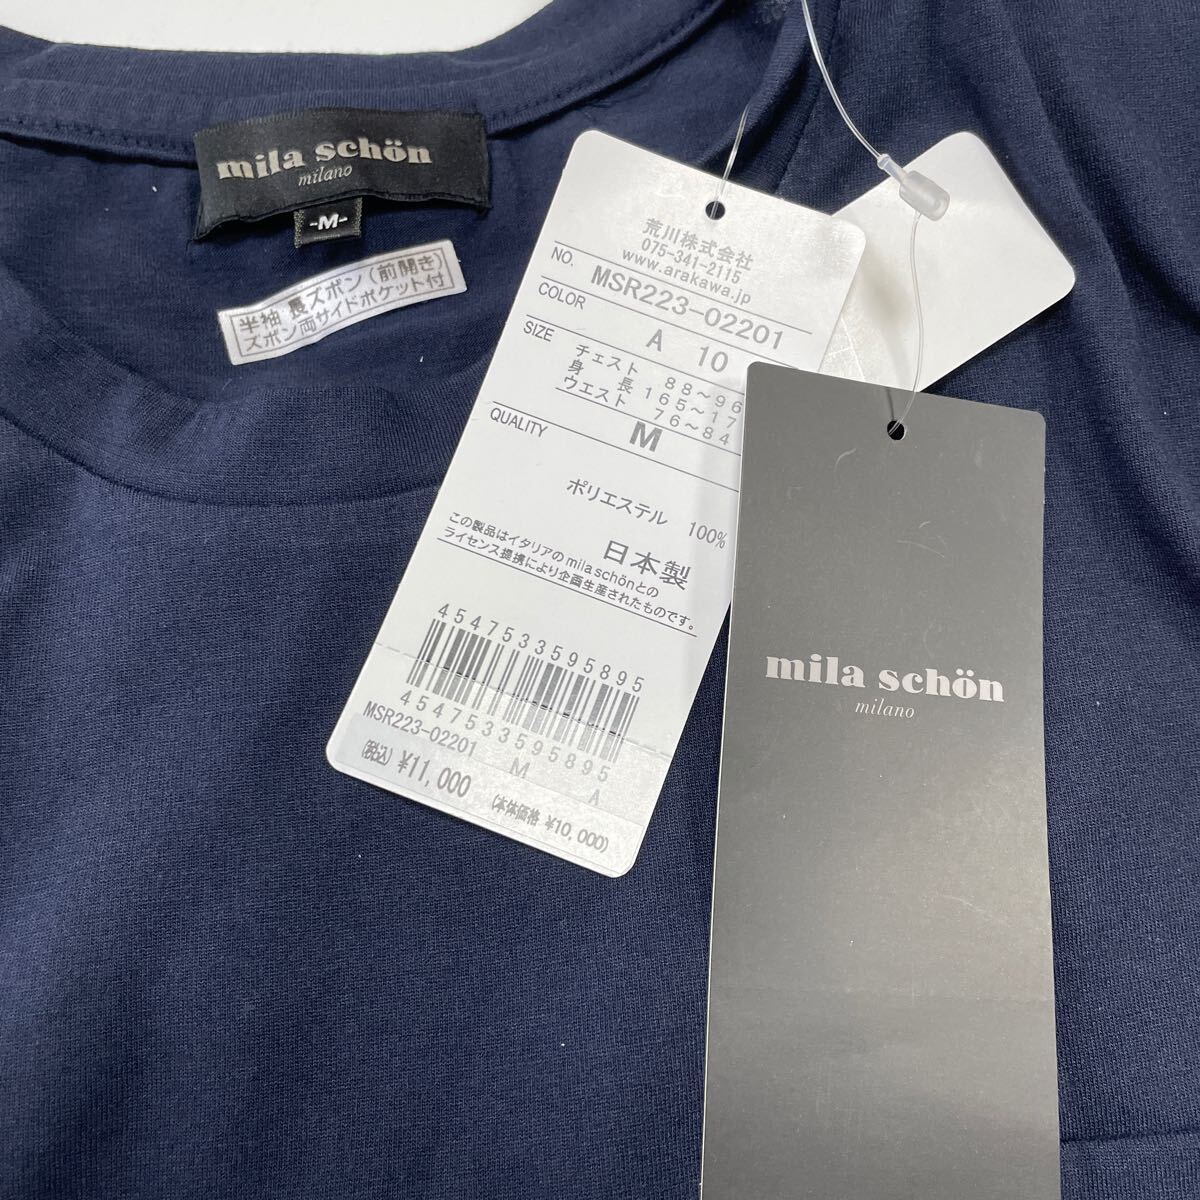 mila schön
milano
-M-
半袖 長ズボン(前開き)
ズボン両サイドポケット付
荒川株式会社
075-341-2115
www.arakawa.jp
NO. MSR223-02201
COLOR A 10
SIZE チェスト 88~96
身長 165~17
ウエスト 76~84
M
QUALITY
ポリエステル 100%
日本製
この製品はイタリアのmila schönとの
ライセンス提携により企画生産されたものです。
4547533595895
4547533595895
MSR223-02201 M A
(税込) ¥11,000 (本体価格 ¥10,000)
mila schön
milano